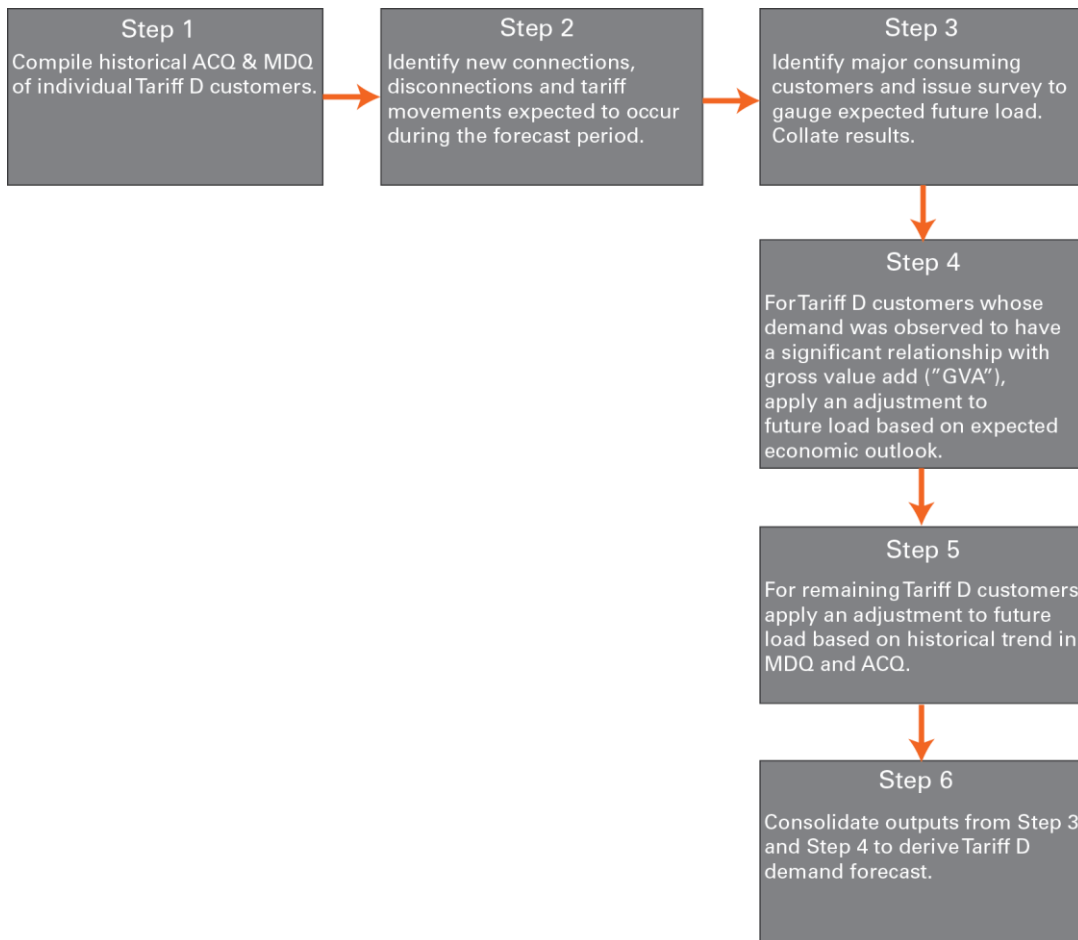 Step 1
Compile historical ACQ & MDQ
of individual Tariff D customers.
Step 2
Identify new connections,
disconnections and tariff
movements expected to occur
during the forecast period.
Step 3
Identify major consuming
customers and issue survey to
gauge expected future load.
Collate results.
Step 4
For Tariff D customers whose
demand was observed to have
a significant relationship with
gross value add ("GVA"),
apply an adjustment to
future load based on expected
economic outlook.
Step 5
For remaining Tariff D customers
apply an adjustment to future
load based on historical trend in
MDQ and ACQ.
Step 6
Consolidate outputs from Step 3
and Step 4 to derive Tariff D
demand forecast.